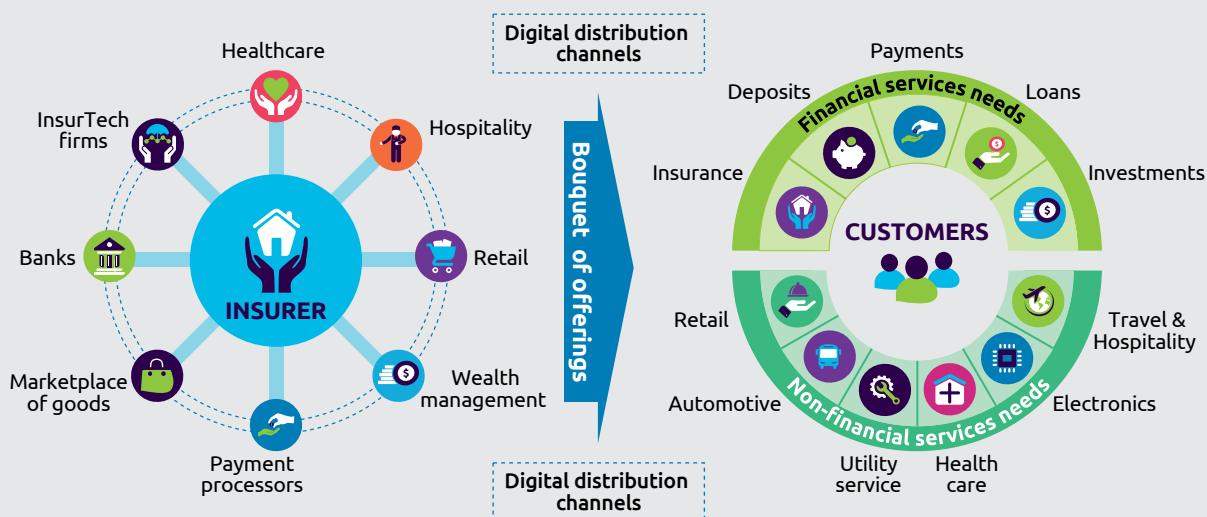 Digital distribution
channels
Healthcare
InsurTech
firms
Hospitality
Banks
Retail
INSURER
Marketplace
of goods
Wealth
management
Payment
processors
Bouquet of offerings
Payments
Deposits
Loans
Financial services needs
Insurance
Investments
CUSTOMERS
Retail
Travel &
Hospitality
Automotive
Electronics
Non-financial services needs
Utility
service
Health
care
Digital distribution
channels